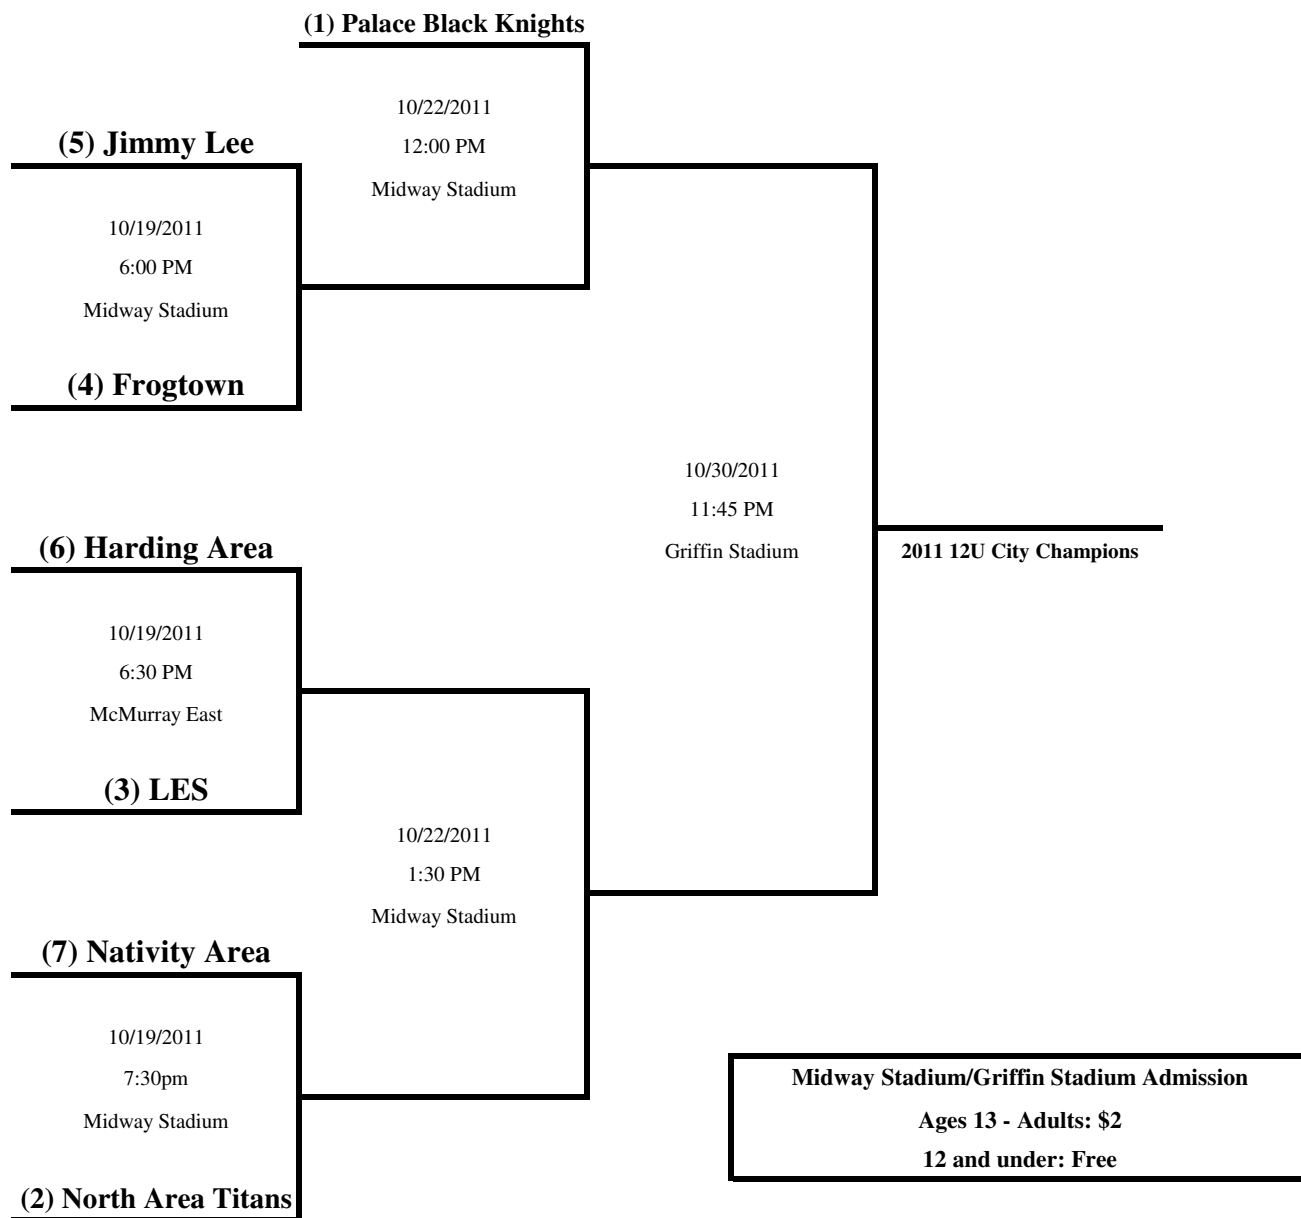 (1) Palace Black Knights
10/22/2011
12:00 PM
Midway Stadium
(5) Jimmy Lee
10/19/2011
6:00 PM
Midway Stadium
(4) Frogtown
10/30/2011
11:45 PM
Griffin Stadium
2011 12U City Champions
(6) Harding Area
10/19/2011
6:30 PM
McMurray East
(3) LES
10/22/2011
1:30 PM
Midway Stadium
(7) Nativity Area
10/19/2011
7:30pm
Midway Stadium
(2) North Area Titans
Midway Stadium/Griffin Stadium Admission
Ages 13 - Adults: $2
12 and under: Free